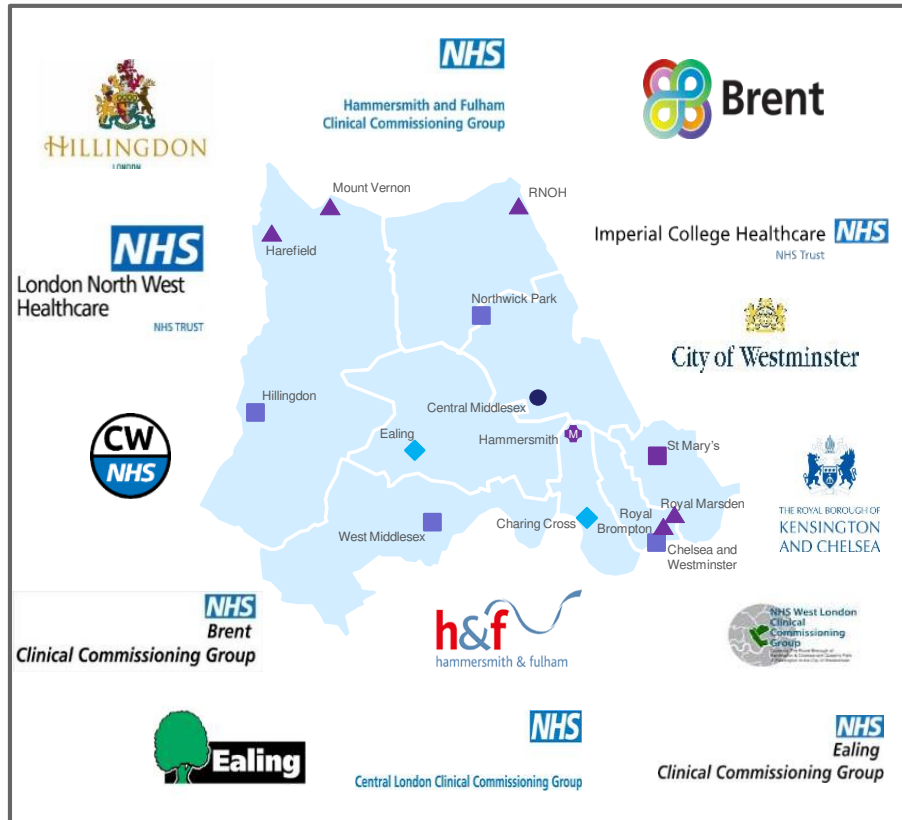 NHS
Hammersmith and Fulham
Clinical Commissioning Group
HILLINGDON
LONDON
Brent
Mount Vernon
RNOH
Harefield
NHS
London North West
Healthcare
NHS TRUST
Imperial College Healthcare NHS
NHS Trust
Northwick Park
City of Westminster
Hillingdon
Central Middlesex
CW
NHS
Ealing
Hammersmith
M
St Mary's
Royal Marsden
Royal
Brompton
Charing Cross
West Middlesex
Chelsea and
Westminster
THE ROYAL BOROUGH OF
KENSINGTON
AND CHELSEA
NHS
Brent
Clinical Commissioning Group
h&f
hammersmith & fulham
NHS West London
Clinical
Commissioning
Group
Ealing
NHS
Central London Clinical Commissioning Group
NHS
Ealing
Clinical Commissioning Group